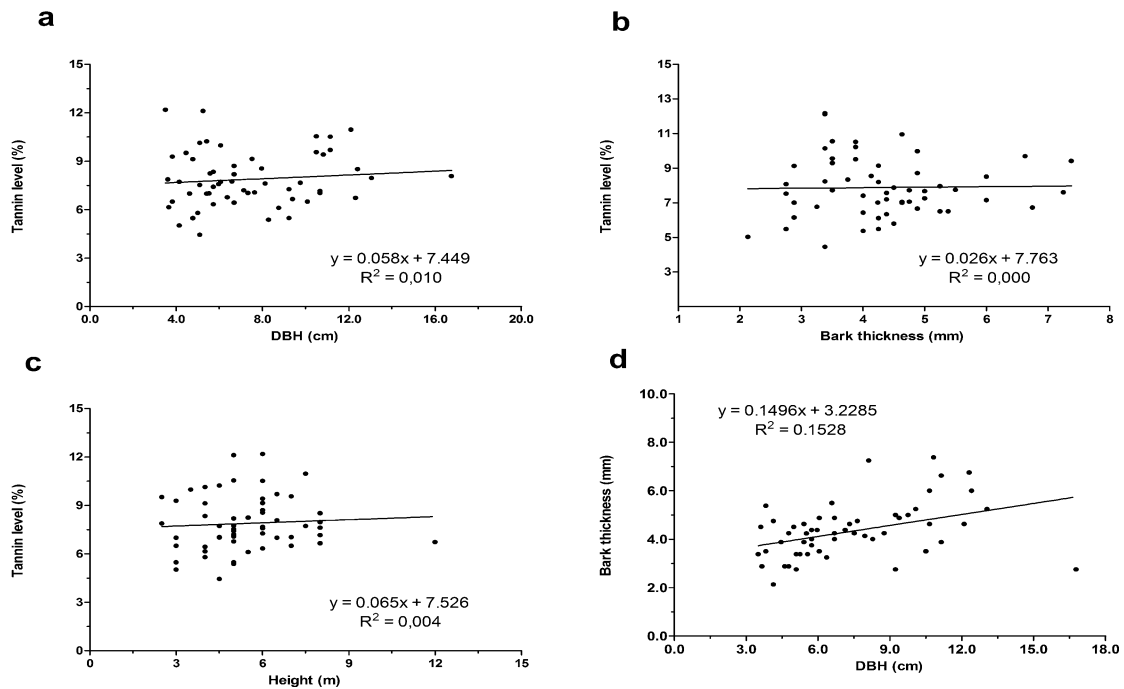 a
Tannin level (%)
15
12
9
6
3
0
y = 0.058x + 7.449
R² = 0,010
0.0 4.0 8.0 12.0 16.0 20.0
DBH (cm)
b
Tannin level (%)
15
13
11
9
7
5
3
y = 0.026x + 7.763
R² = 0,000
1 2 3 4 5 6 7 8
Bark thickness (mm)
c
Tannin level (%)
15
12
9
6
3
0
y = 0.065x + 7.526
R² = 0,004
0 3 6 9 12 15
Height (m)
d
Bark thickness (mm)
10.0
8.0
6.0
4.0
2.0
0.0
y = 0.1496x + 3.2285
R² = 0.1528
0.0 3.0 6.0 9.0 12.0 15.0 18.0
DBH (cm)